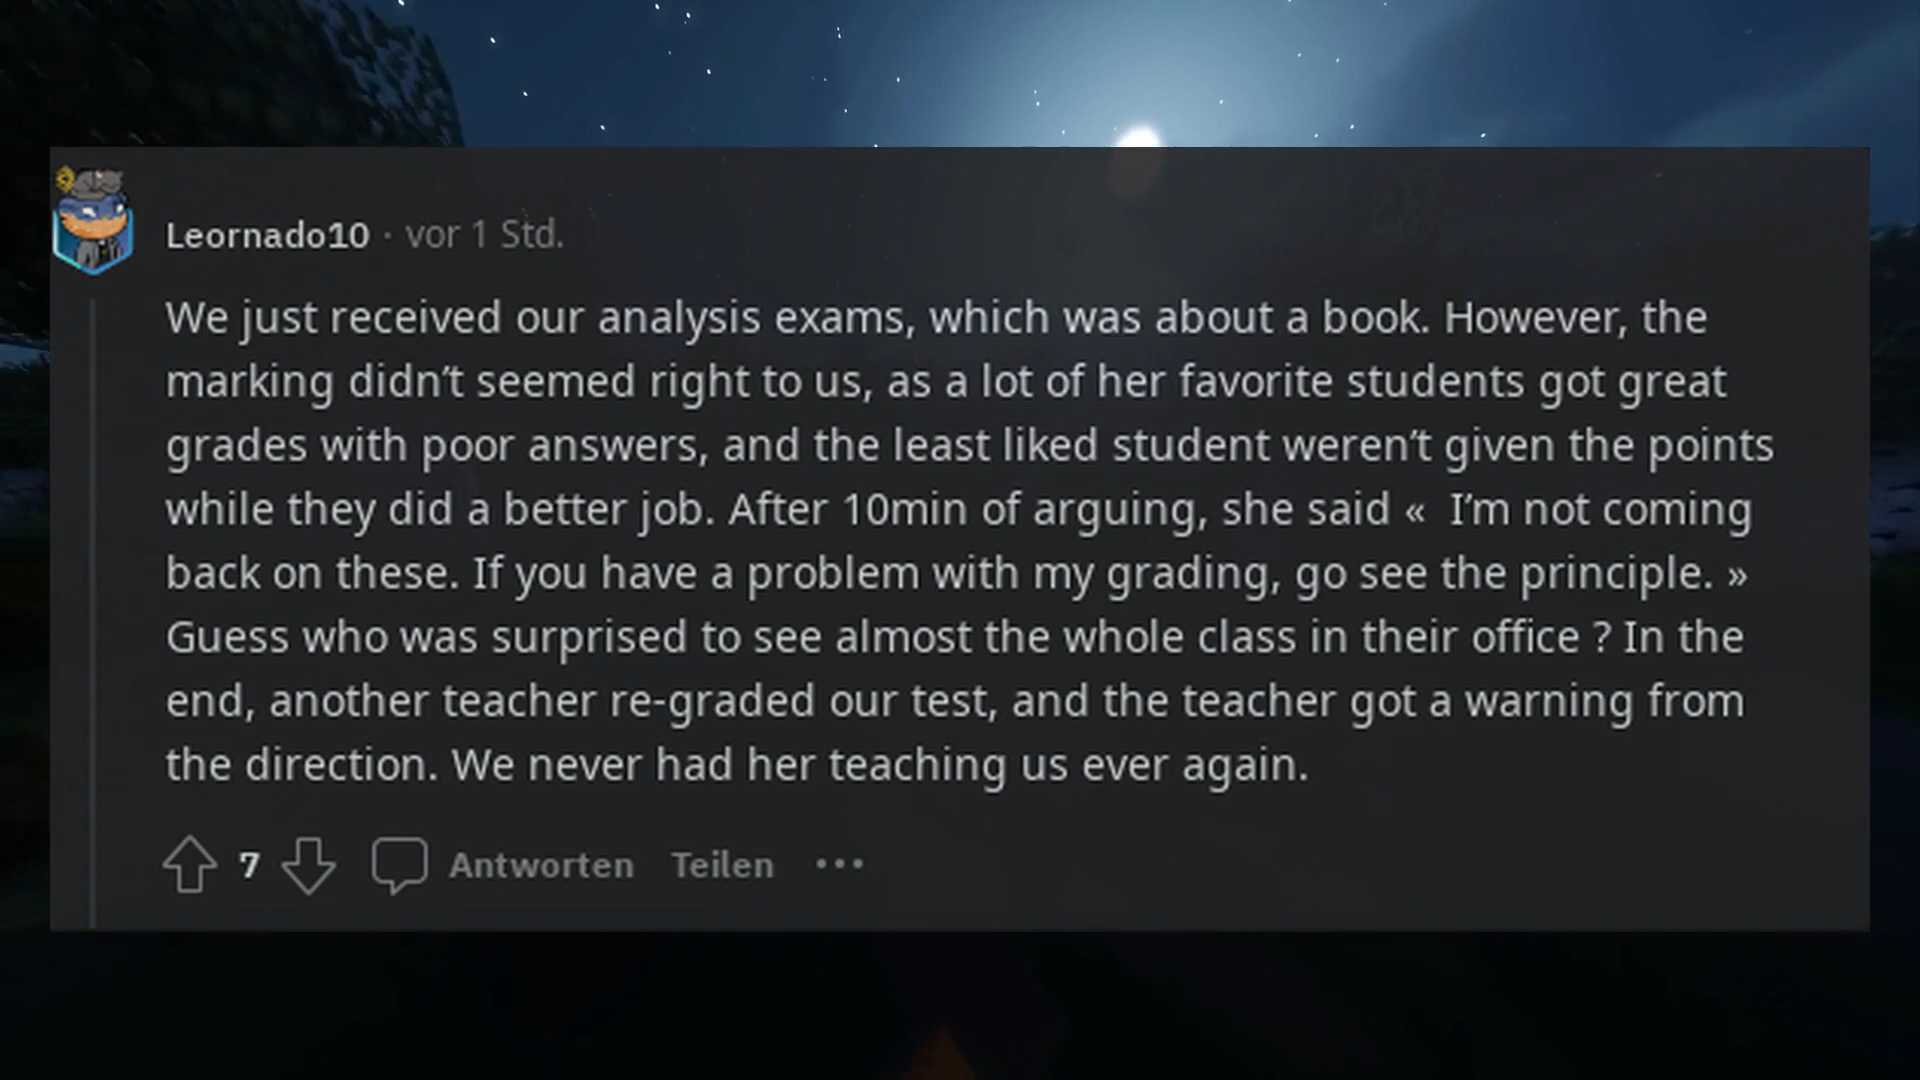 Leornado10 · vor 1 Std.
We just received our analysis exams, which was about a book. However, the
marking didn’t seemed right to us, as a lot of her favorite students got great
grades with poor answers, and the least liked student weren’t given the points
while they did a better job. After 10min of arguing, she said «  I’m not coming
back on these. If you have a problem with my grading, go see the principle. »
Guess who was surprised to see almost the whole class in their office ? In the
end, another teacher re-graded our test, and the teacher got a warning from
the direction. We never had her teaching us ever again.
7 Antworten Teilen ...